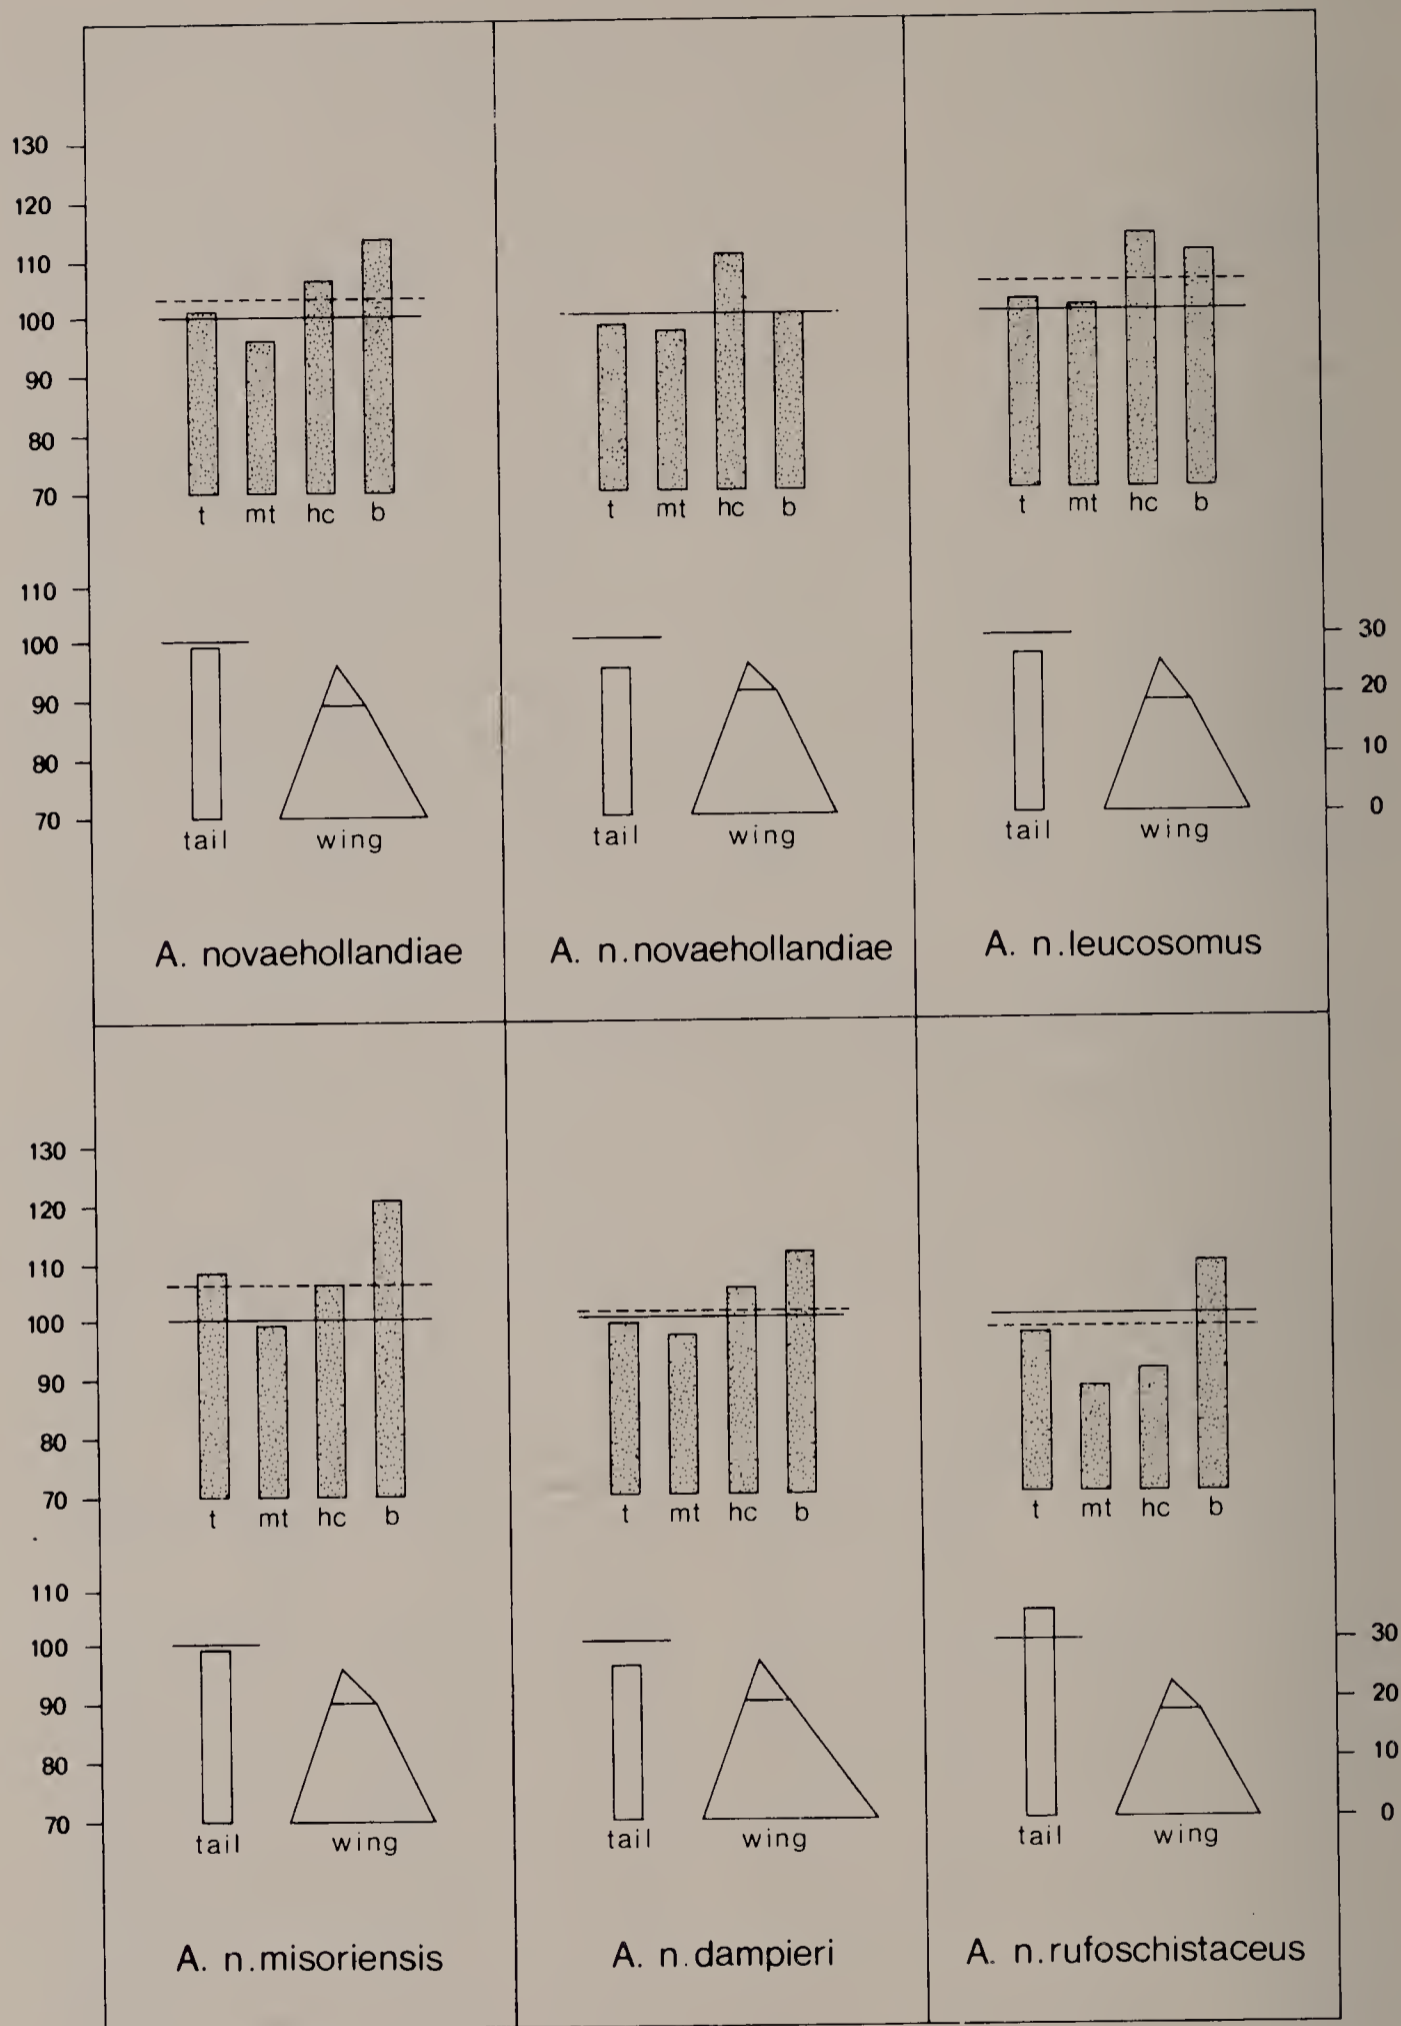 130
120
110
100
90
80
70
t mt hc b
t mt hc b
t mt hc b
110
100
90
80
70
30
20
10
0
tail wing
tail wing
tail wing
A. novaehollandiae
A. n.novaehollandiae
A. n.leucosomus
130
120
110
100
90
80
70
t mt hc b
t mt hc b
t mt hc b
110
100
90
80
70
30
20
10
0
tail wing
tail wing
tail wing
A. n.misoriensis
A. n.dampieri
A. n.rufoschistaceus